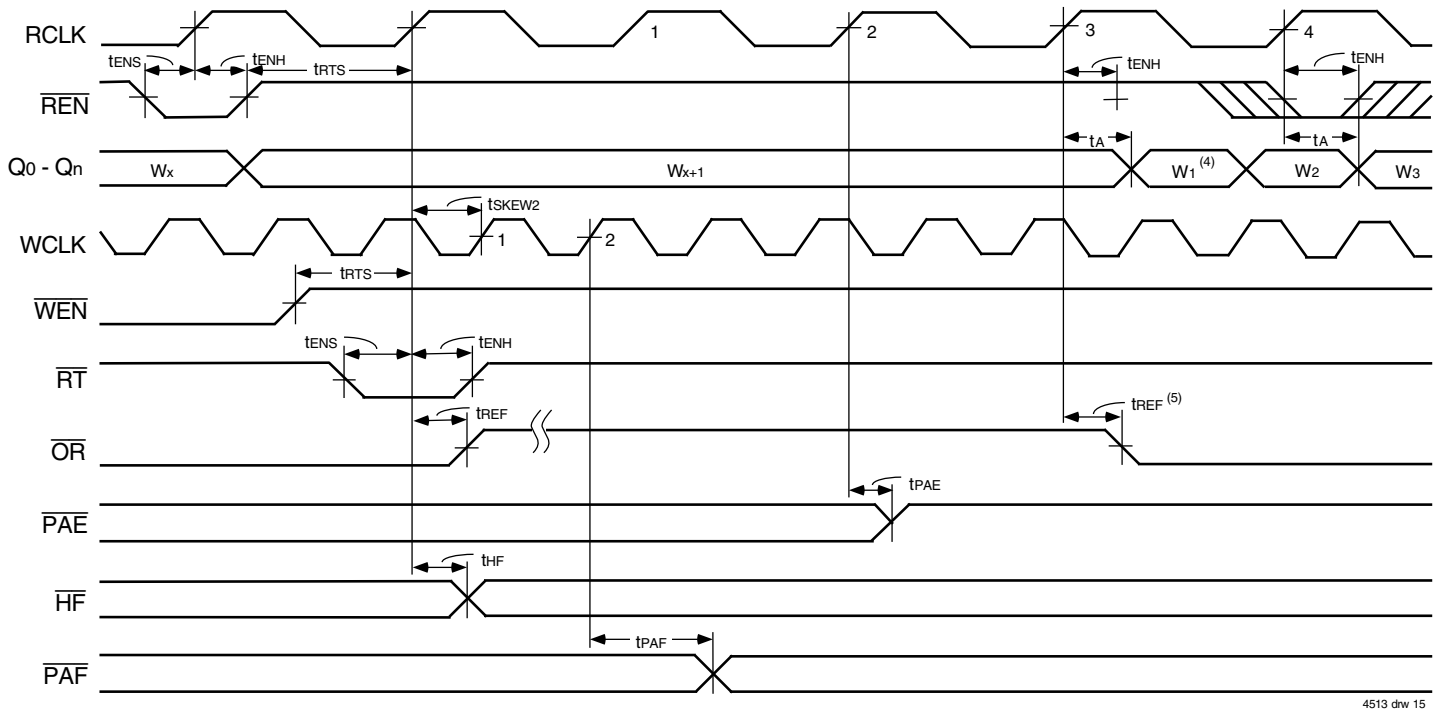 RCLK 1 2 3 4
tENS tENH tRTS tENH tENH
REN
tA tA
Q0 - Qn Wx Wx+1 W1 (4) W2 W3
tSKEW2
WCLK 1 2
tRTS
WEN
tENS tENH
RT
tREF tREF (5)
OR
tPAE
PAE
tHF
HF
tPAF
PAF
4513 drw 15